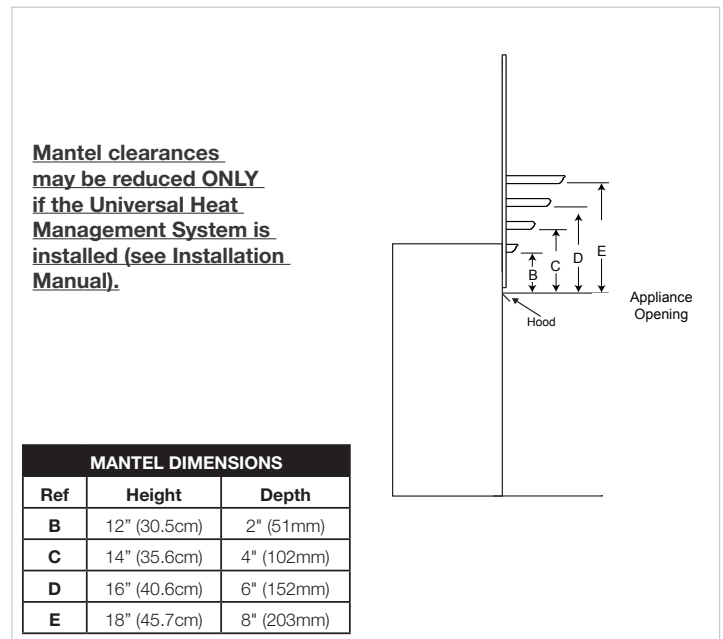 Mantel clearances
may be reduced ONLY
if the Universal Heat
Management System is
installed (see Installation
Manual).
E
D
C
B
Appliance
Opening
Hood
MANTEL DIMENSIONS
Ref Height Depth
B 12” (30.5cm) 2" (51mm)
C 14” (35.6cm) 4" (102mm)
D 16” (40.6cm) 6" (152mm)
E 18” (45.7cm) 8" (203mm)